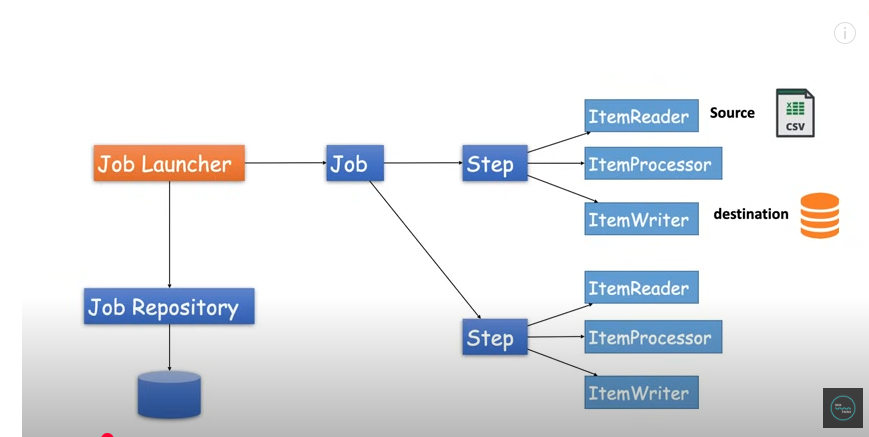 ItemReader
Source
CSV
Job Launcher
Job
Step
ItemProcessor
ItemWriter
destination
Job Repository
ItemReader
Step
ItemProcessor
ItemWriter